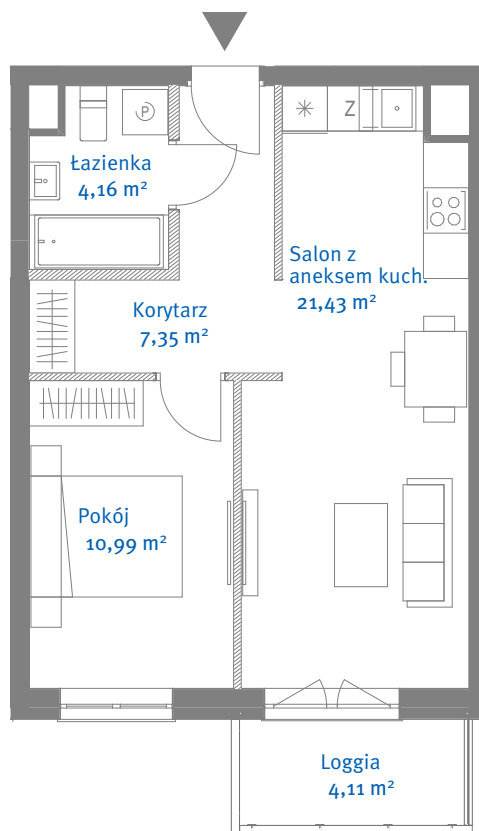 P
Z
Łazienka
4,16 m²
Salon z
aneksem kuch.
21,43 m²
Korytarz
7,35 m²
Pokój
10,99 m²
Loggia
4,11 m²